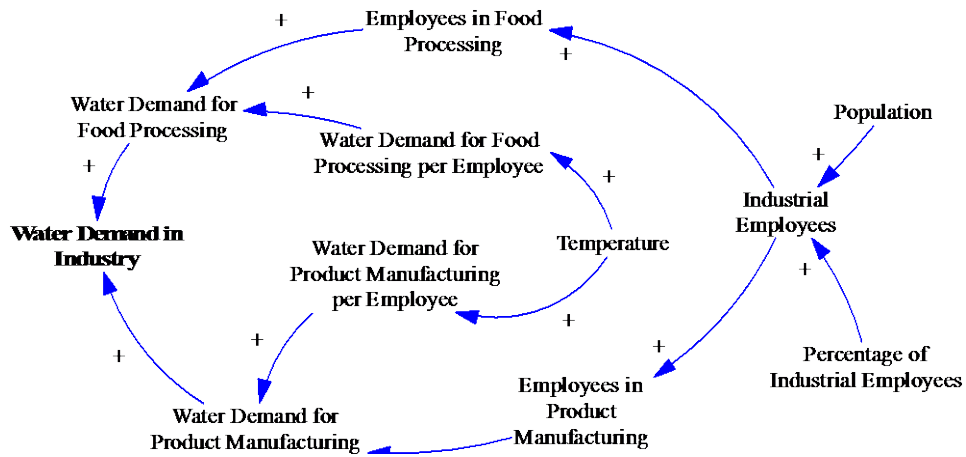 +
Employees in Food
Processing
+
Water Demand for
Food Processing
+
Population
Water Demand for Food
Processing per Employee
+
+
+
Industrial
Employees
Water Demand in
Industry
Water Demand for
Product Manufacturing
per Employee
Temperature
+
+
+
+
+
Percentage of
Industrial Employees
Employees in
Product
Manufacturing
Water Demand for
Product Manufacturing